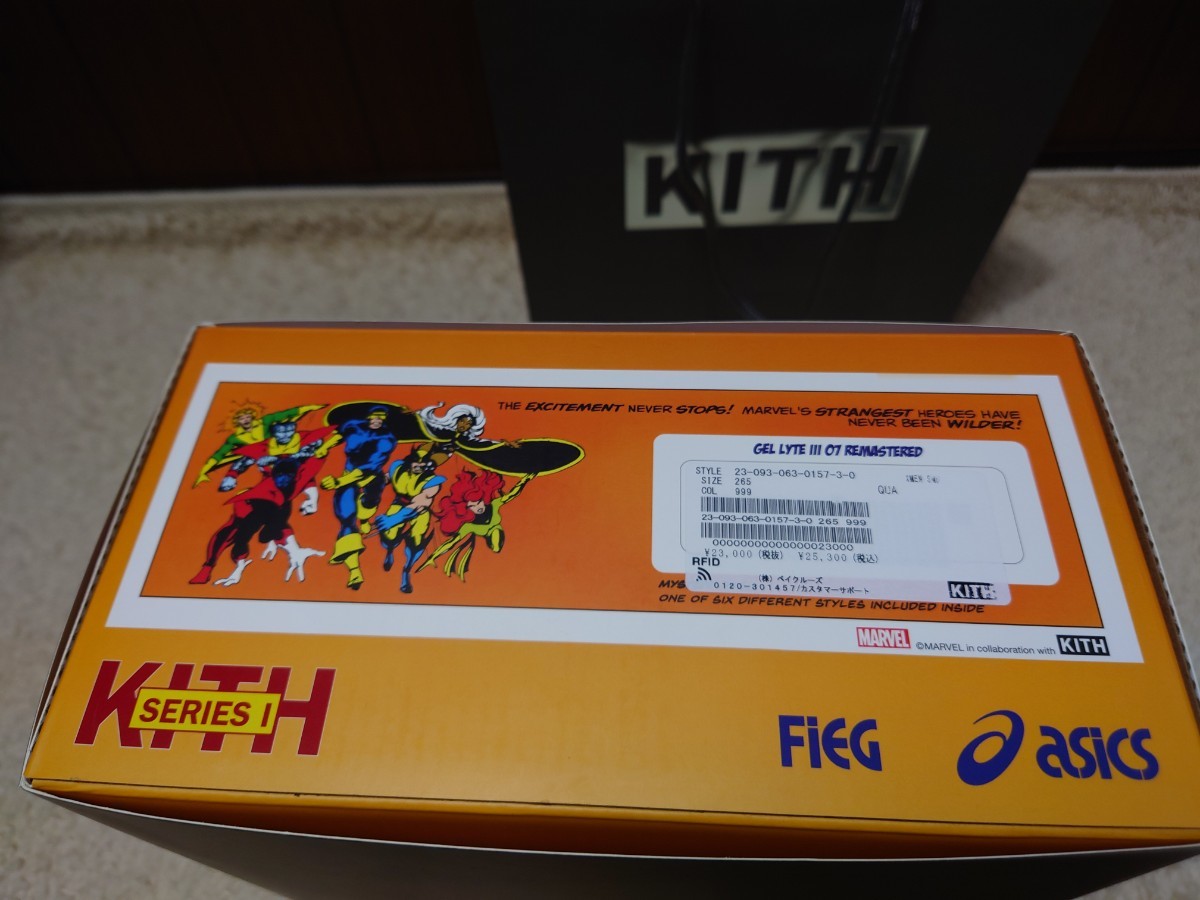 KITH
THE EXCITEMENT NEVER STOPS! MARVEL'S STRANGEST HEROES HAVE
NEVER BEEN WILDER!
GEL LYTE III 07 REMASTERED
STYLE 23-093-063-0157-3-0
SIZE 265
COL 999 QUA
23-093-063-0157-3-0 265 999
00000000000000023000
¥23,000(税抜) ¥25,300(税込)
RFID
(株)ベイクルーズ
0120-301457/カスタマーサポート
KITH
ONE OF SIX DIFFERENT STYLES INCLUDED INSIDE
MARVEL ©MARVEL in collaboration with KITH
KITH
SERIES I
FiEG
asics